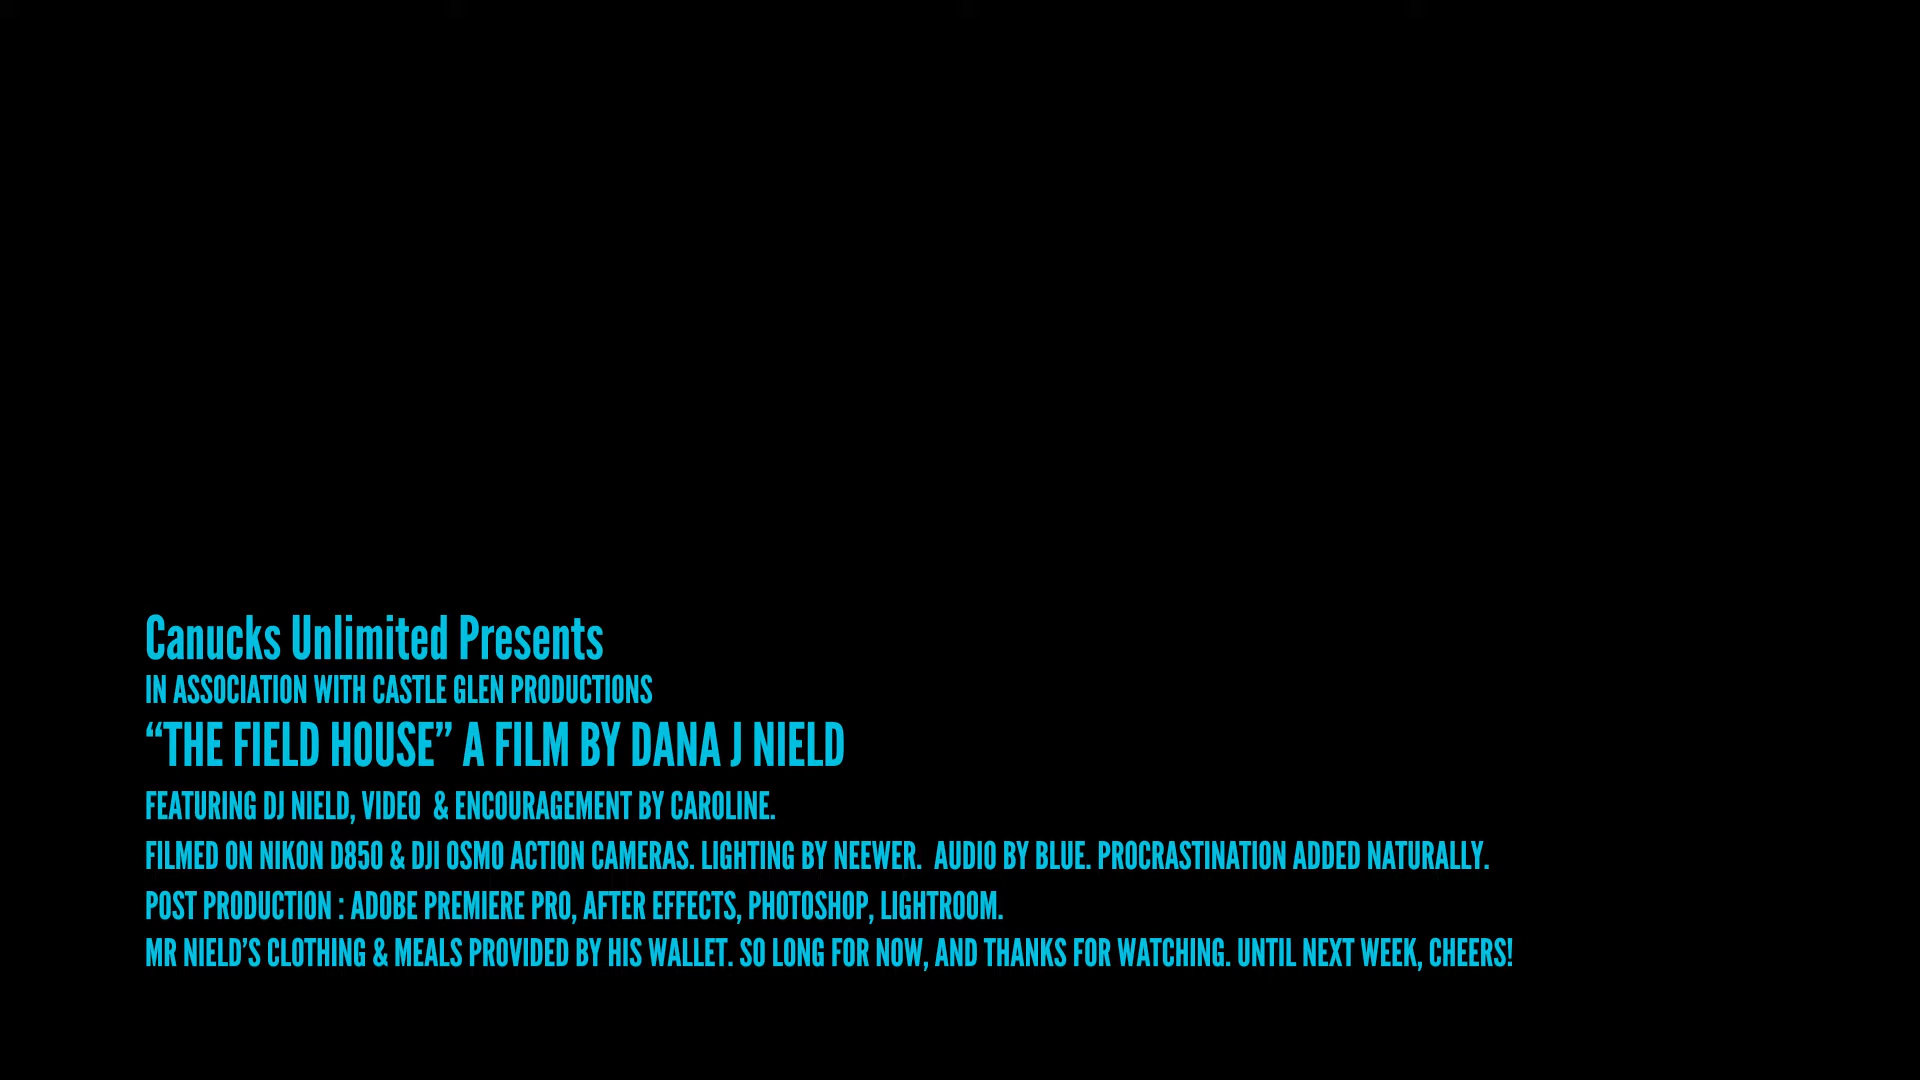 Canucks Unlimited Presents
IN ASSOCIATION WITH CASTLE GLEN PRODUCTIONS
“THE FIELD HOUSE” A FILM BY DANA J NIELD
FEATURING DJ NIELD, VIDEO  & ENCOURAGEMENT BY CAROLINE.
FILMED ON NIKON D850 & DJI OSMO ACTION CAMERAS. LIGHTING BY NEEWER.  AUDIO BY BLUE. PROCRASTINATION ADDED NATURALLY.
POST PRODUCTION : ADOBE PREMIERE PRO, AFTER EFFECTS, PHOTOSHOP, LIGHTROOM.
MR NIELD’S CLOTHING & MEALS PROVIDED BY HIS WALLET. SO LONG FOR NOW, AND THANKS FOR WATCHING. UNTIL NEXT WEEK, CHEERS!